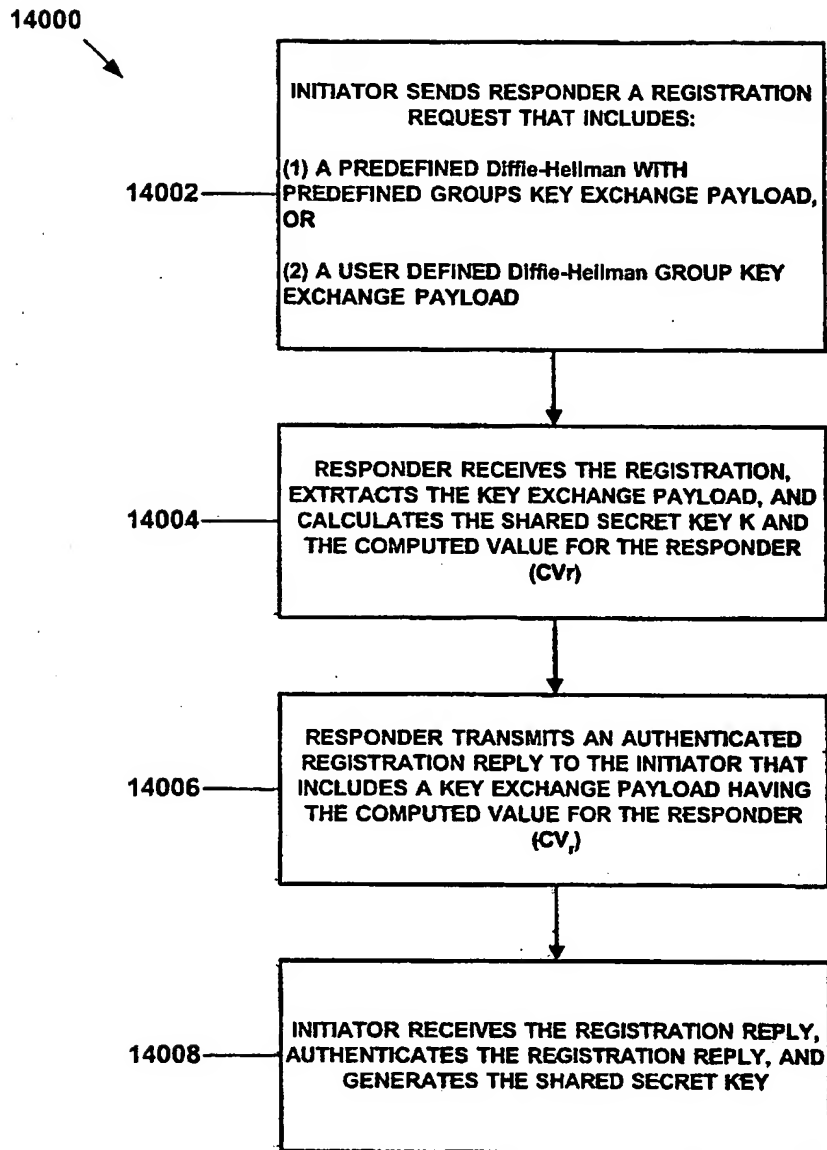 14000
INITIATOR SENDS RESPONDER A REGISTRATION
REQUEST THAT INCLUDES:
(1) A PREDEFINED Diffie-Hellman WITH
14002
PREDEFINED GROUPS KEY EXCHANGE PAYLOAD,
OR
(2) A USER DEFINED Diffie-Hellman GROUP KEY
EXCHANGE PAYLOAD
RESPONDER RECEIVES THE REGISTRATION,
EXTRTACTS THE KEY EXCHANGE PAYLOAD, AND
14004
CALCULATES THE SHARED SECRET KEY K AND
THE COMPUTED VALUE FOR THE RESPONDER
(CVr)
RESPONDER TRANSMITS AN AUTHENTICATED
REGISTRATION REPLY TO THE INITIATOR THAT
14006
INCLUDES A KEY EXCHANGE PAYLOAD HAVING
THE COMPUTED VALUE FOR THE RESPONDER
(CVr)
INITIATOR RECEIVES THE REGISTRATION REPLY,
14008
AUTHENTICATES THE REGISTRATION REPLY, AND
GENERATES THE SHARED SECRET KEY